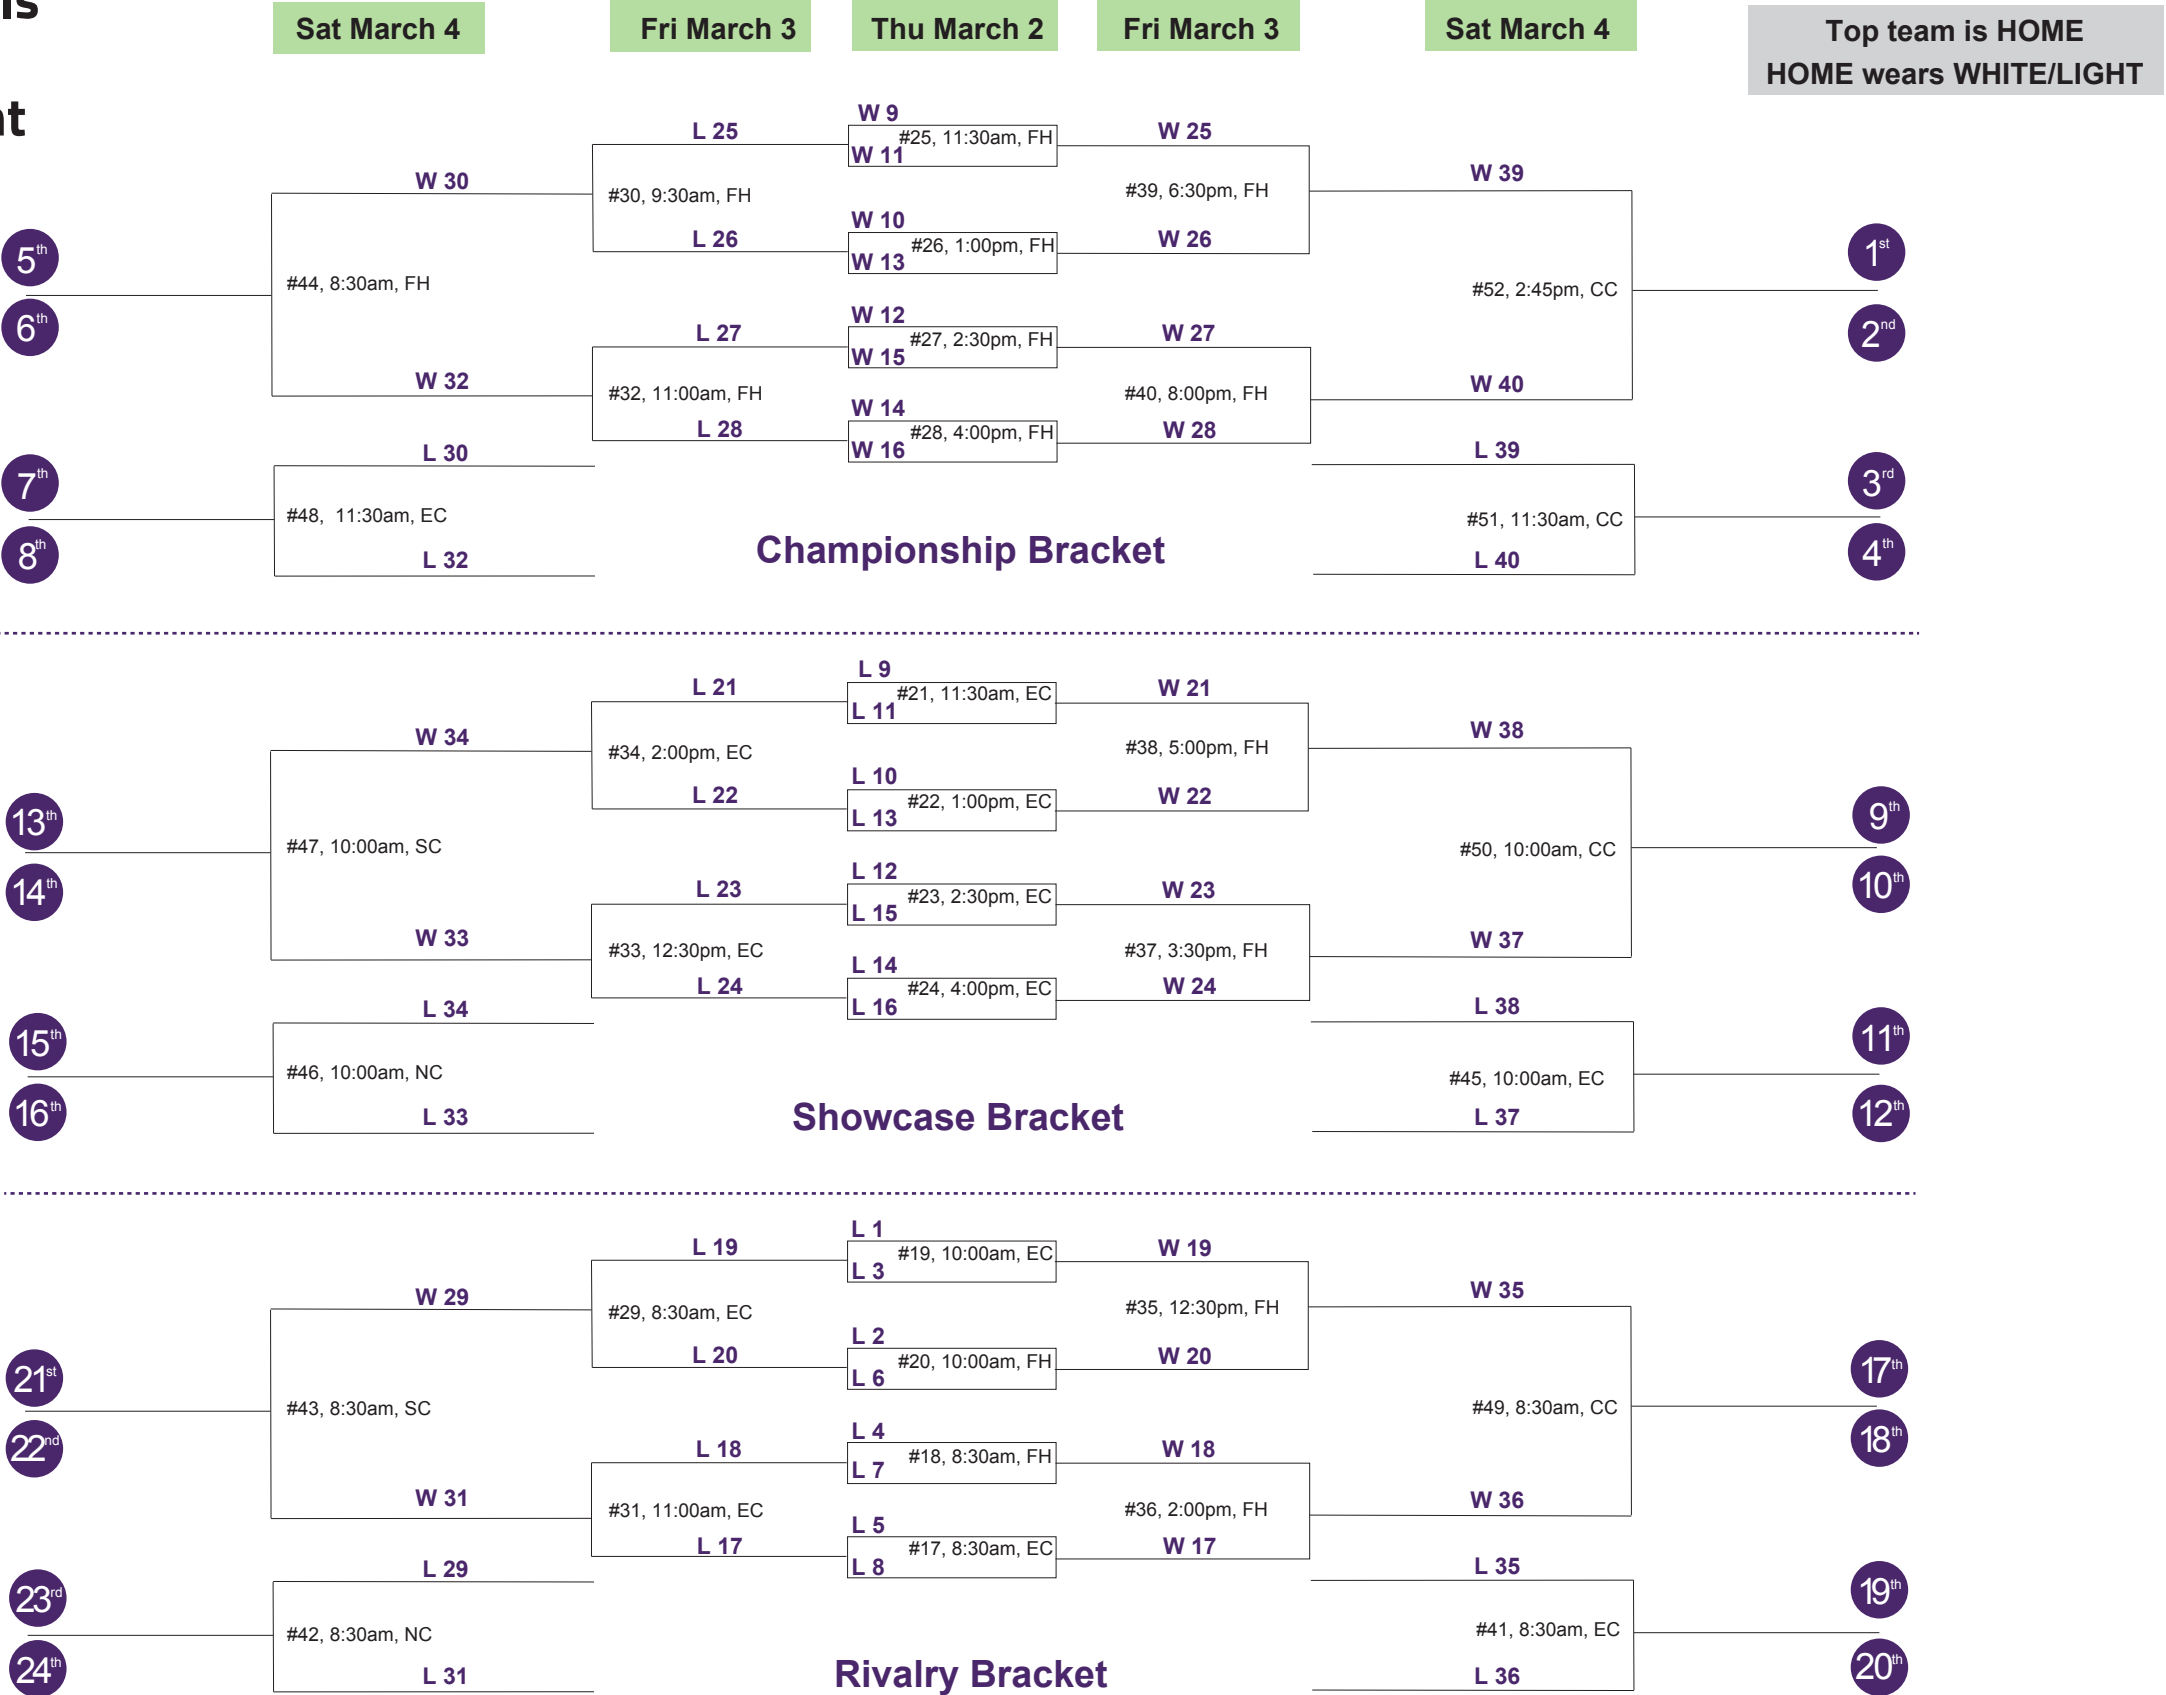 Sat March 4
Fri March 3
Thu March 2
Fri March 3
Sat March 4
Top team is HOME
HOME wears WHITE/LIGHT
W 9
L 25
#25, 11:30am, FH
W 25
W 11
W 30
W 39
#30, 9:30am, FH
#39, 6:30pm, FH
W 10
L 26
#26, 1:00pm, FH
W 26
W 13
5th
1st
#44, 8:30am, FH
#52, 2:45pm, CC
6th
2nd
W 12
L 27
#27, 2:30pm, FH
W 27
W 15
W 32
W 40
#32, 11:00am, FH
#40, 8:00pm, FH
W 14
L 28
#28, 4:00pm, FH
W 28
W 16
L 30
L 39
7th
3rd
#48, 11:30am, EC
#51, 11:30am, CC
8th
4th
L 32
L 40
Championship Bracket
L 9
L 21
#21, 11:30am, EC
W 21
L 11
W 34
W 38
#34, 2:00pm, EC
#38, 5:00pm, FH
L 10
L 22
#22, 1:00pm, EC
W 22
L 13
13th
9th
#47, 10:00am, SC
#50, 10:00am, CC
14th
10th
L 12
L 23
#23, 2:30pm, EC
W 23
L 15
W 33
W 37
#33, 12:30pm, EC
#37, 3:30pm, FH
L 14
L 24
#24, 4:00pm, EC
W 24
L 16
L 34
L 38
15th
11th
#46, 10:00am, NC
#45, 10:00am, EC
16th
12th
L 33
L 37
Showcase Bracket
L 1
L 19
#19, 10:00am, EC
W 19
L 3
W 29
W 35
#29, 8:30am, EC
#35, 12:30pm, FH
L 2
L 20
#20, 10:00am, FH
W 20
L 6
21st
17th
#43, 8:30am, SC
#49, 8:30am, CC
22nd
18th
L 4
L 18
#18, 8:30am, FH
W 18
L 7
W 31
W 36
#31, 11:00am, EC
#36, 2:00pm, FH
L 5
L 17
#17, 8:30am, EC
W 17
L 8
L 29
L 35
23rd
19th
#42, 8:30am, NC
#41, 8:30am, EC
24th
20th
L 31
L 36
Rivalry Bracket